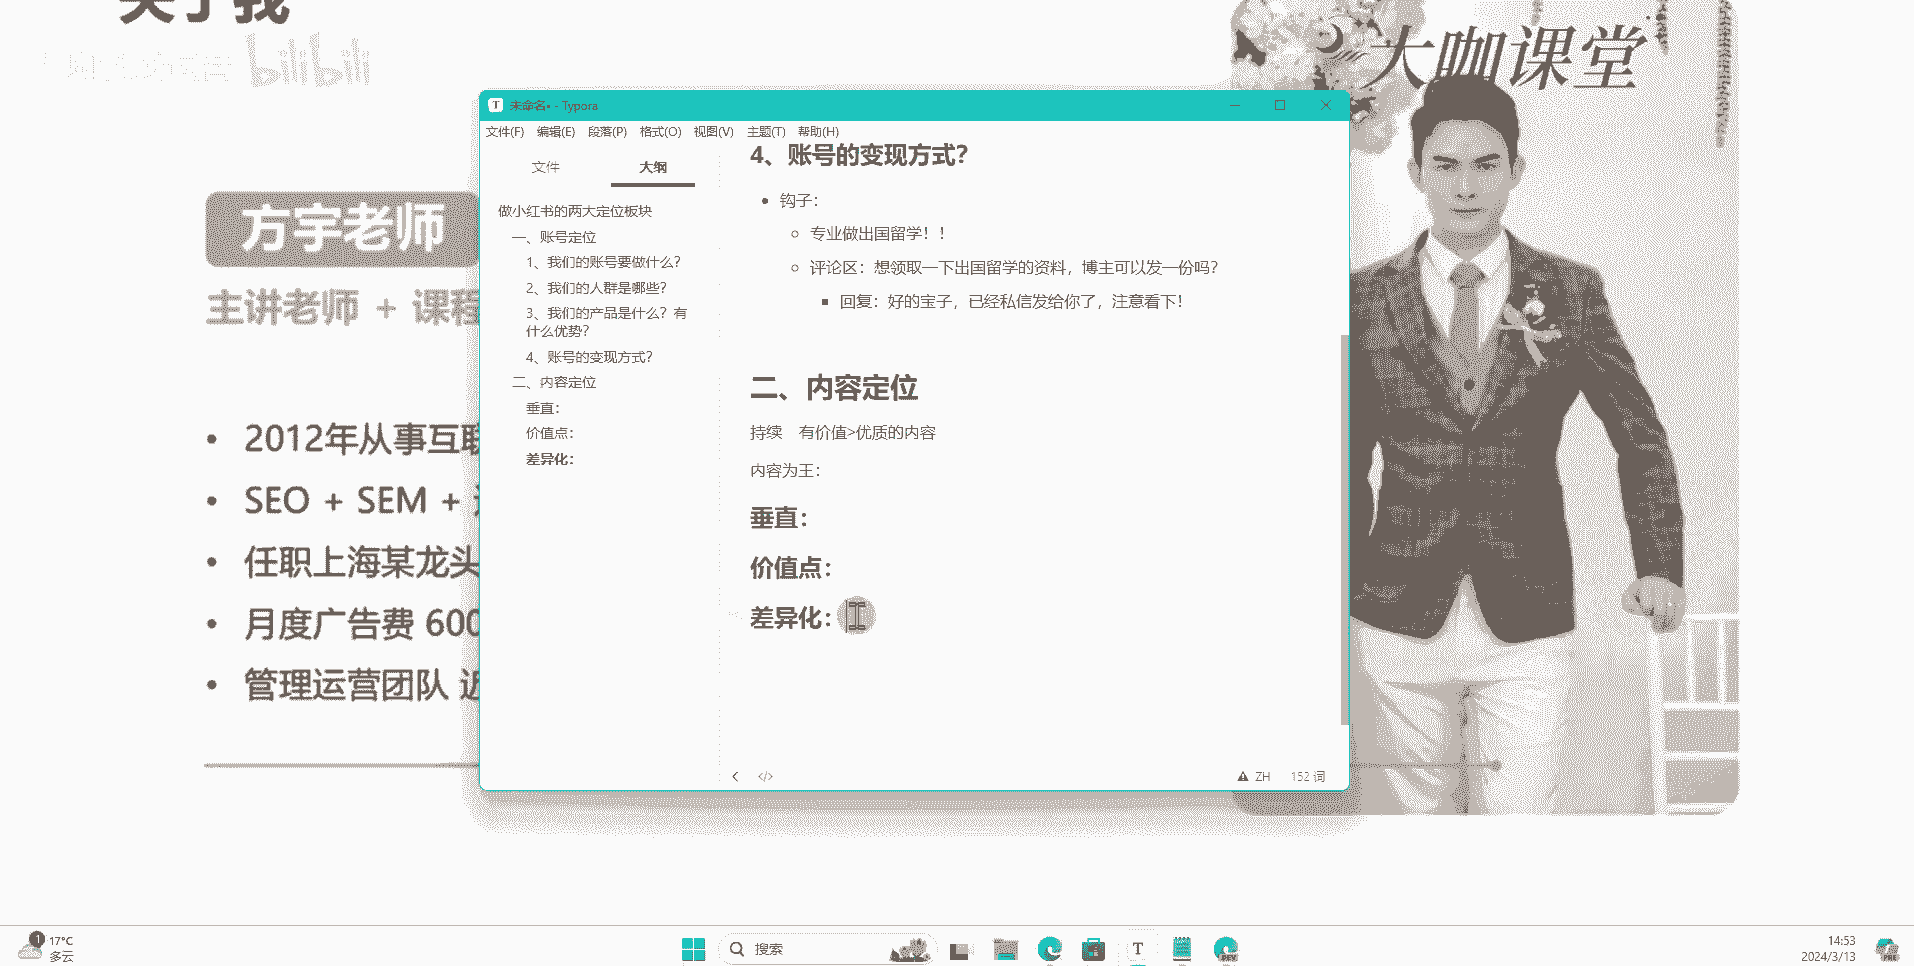 关于我
bilibili
大咖课堂
方宇老师
主讲老师 + 课程
2012年从事互联
SEO + SEM +
任职上海某龙头
月度广告费 600
管理运营团队 近
未命名• - Typora
文件(F) 编辑(E) 段落(P) 格式(O) 视图(V) 主题(T) 帮助(H)
文件 大纲
做小红书的两大定位板块
一、账号定位
1、我们的账号要做什么？
2、我们的人群是哪些？
3、我们的产品是什么？有
什么优势？
4、账号的变现方式？
二、内容定位
垂直：
价值点：
差异化：
4、账号的变现方式？
钩子：
专业做出国留学！！
评论区：想领取一下出国留学的资料，博主可以发一份吗？
回复：好的宝子，已经私信发给你了，注意看下！
二、内容定位
持续 有价值>优质的内容
内容为王：
垂直：
价值点：
差异化：
</> ZH 152 词
1 17°C
多云
搜索
T
DEV
14:53
2024/3/13
PRE